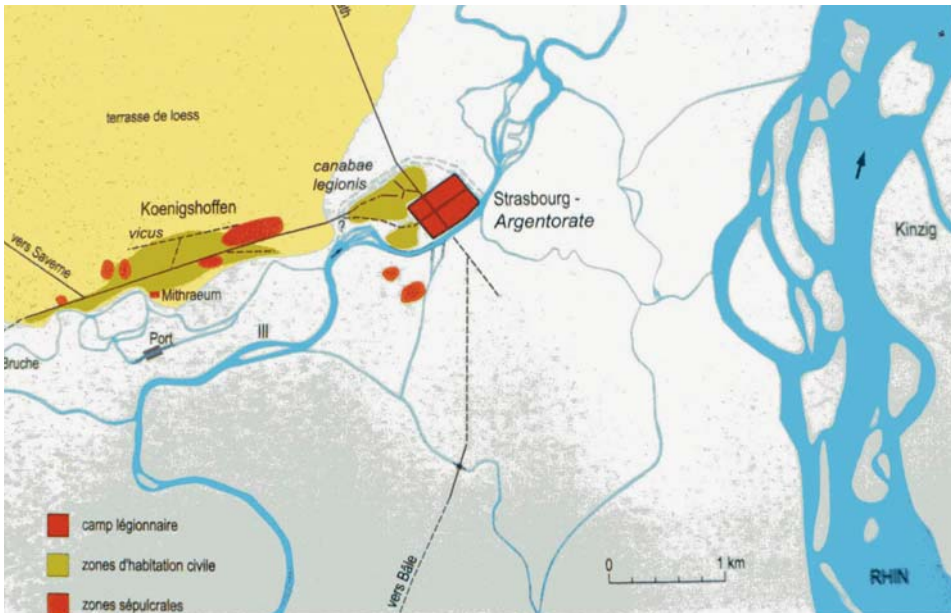 terrasse de loess
canabae
legionis
Koenigshoffen
vicus
?
Strasbourg -
Argentorate
vers Saverne
Mithraeum
Kinzig
Port
Ill
Bruche
camp légionnaire
zones d'habitation civile
zones sépulcrales
vers Bâle
0 1 km
RHIN